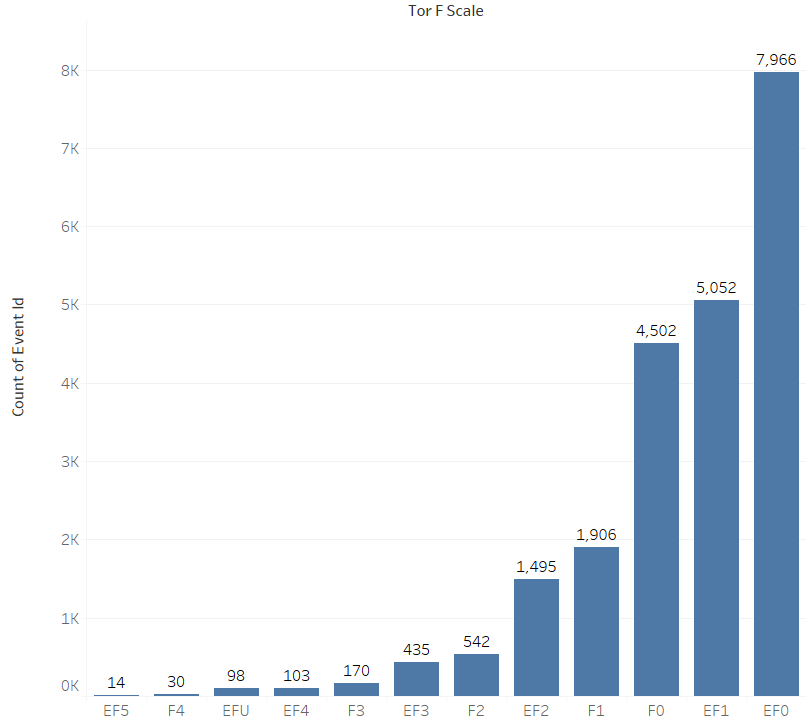 Tor F Scale
8K
7K
6K
5K
4K
3K
2K
1K
0K
Count of Event Id
14
30
98
103
170
435
542
1,495
1,906
4,502
5,052
7,966
EF5 F4 EFU EF4 F3 EF3 F2 EF2 F1 F0 EF1 EF0